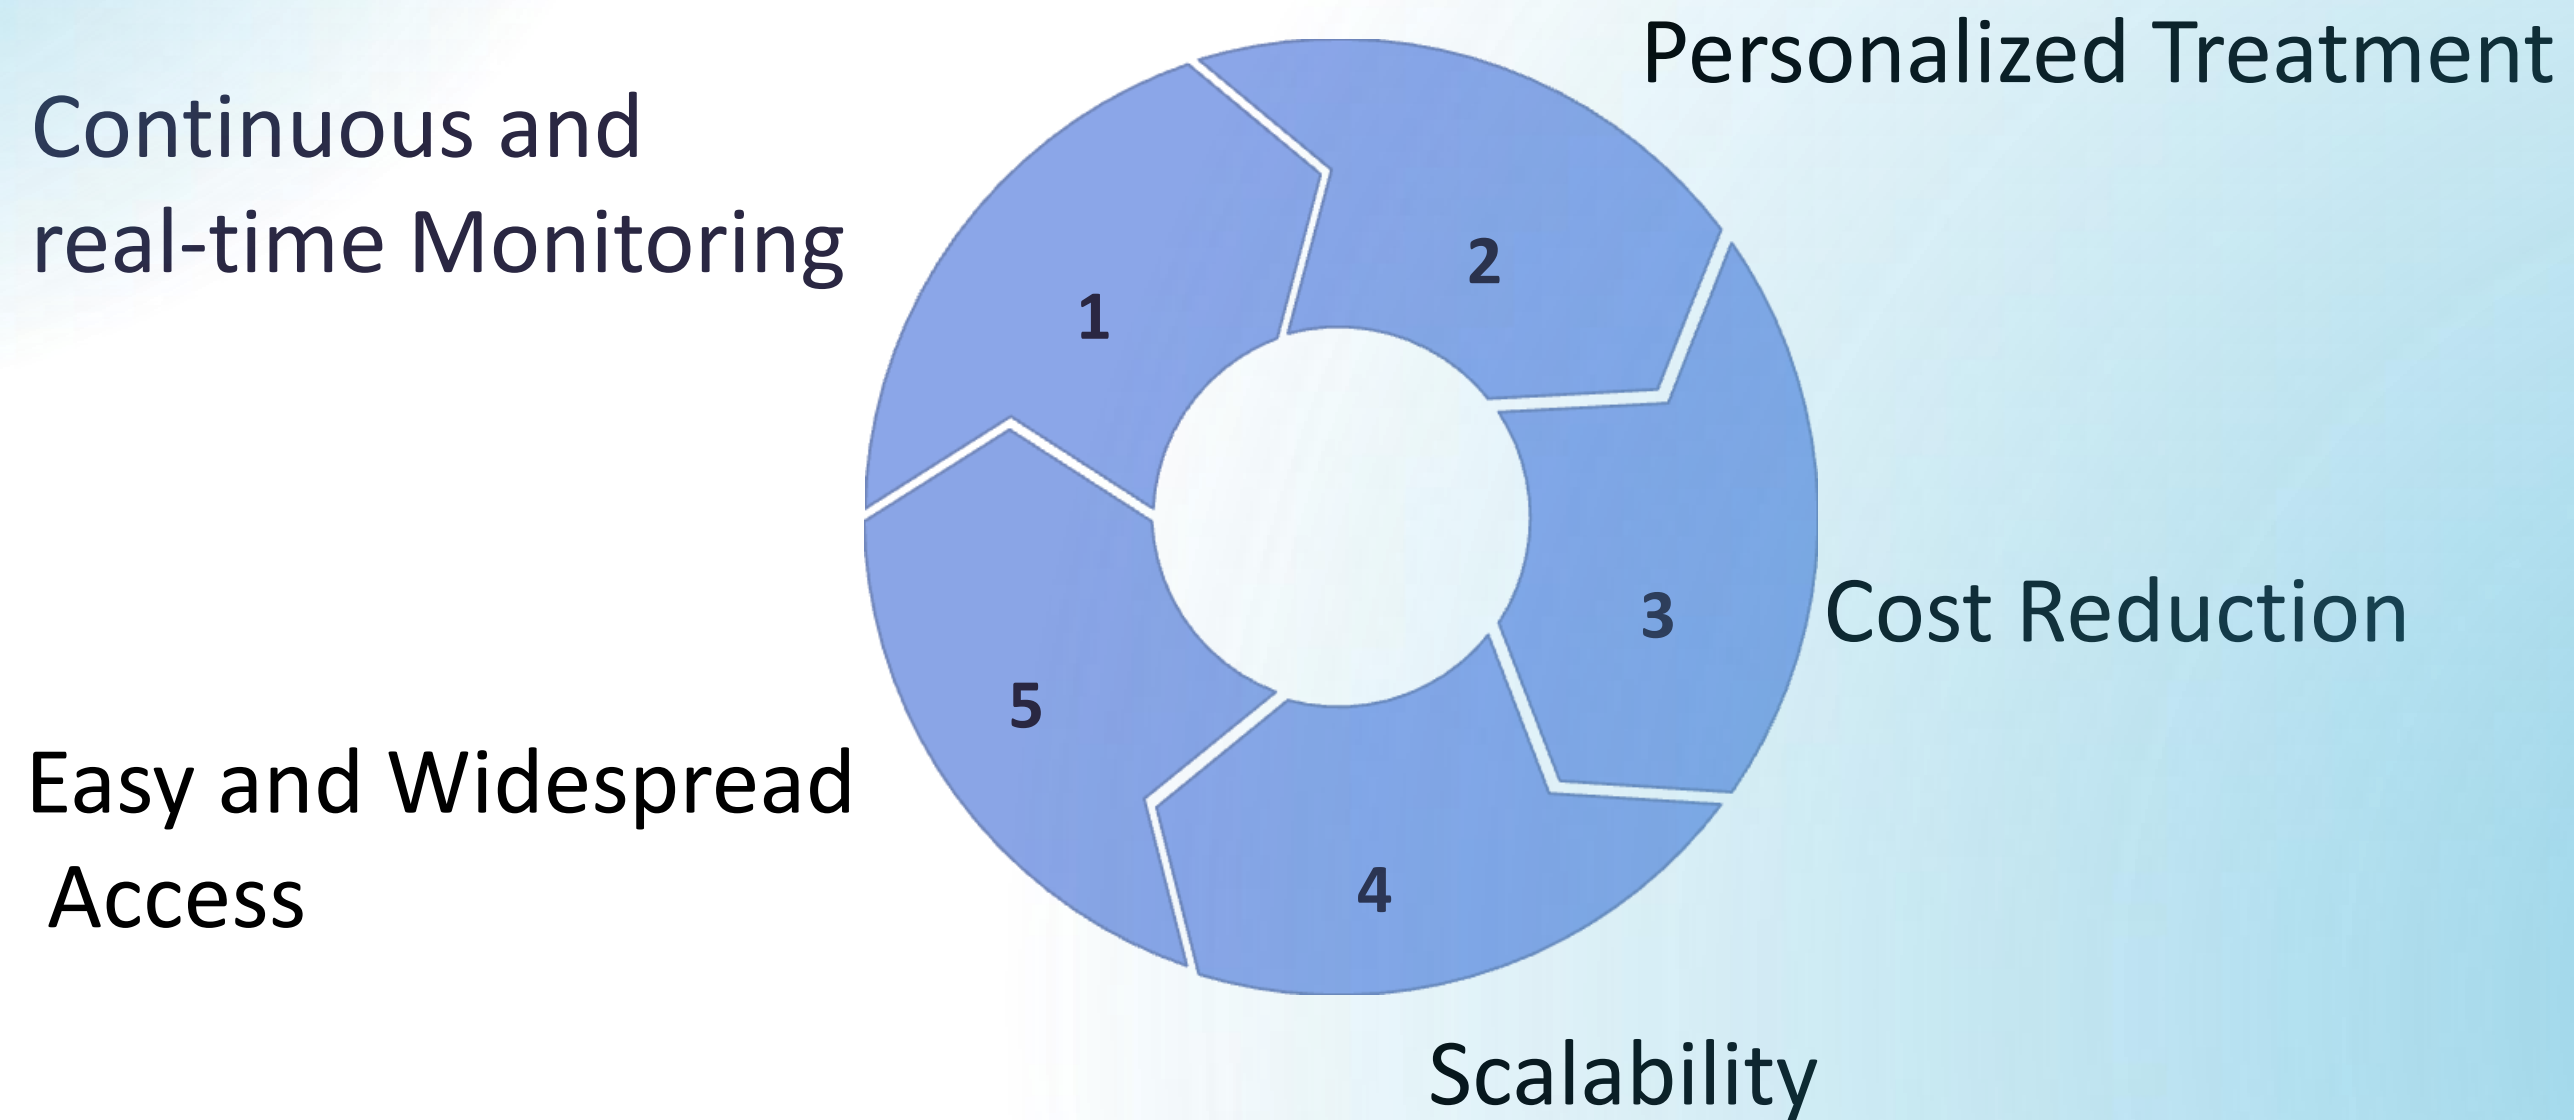 Continuous and
real-time Monitoring
1
2
Personalized Treatment
3
Cost Reduction
4
Scalability
5
Easy and Widespread
Access